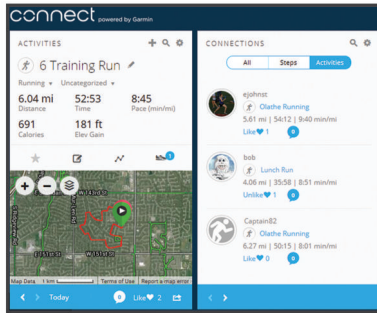 connect powered by Garmin
ACTIVITIES
6 Training Run
Running Uncategorized
6.04 mi 52:53 8:45
Distance Time Pace (min/mi)
691 181 ft
Calories Elev Gain
1
W 143rd St
W 151st St
Map Data 1 km Terms of Use Report a map error
Today 0 Like 2
CONNECTIONS
All Steps Activities
ejohnst
Olathe Running
5.61 mi | 54:12 | 9:40 min/mi
Like 1 0
bob
Lunch Run
4.06 mi | 35:58 | 8:51 min/mi
Unlike 1 0
Captain82
Olathe Running
6.27 mi | 50:15 | 8:01 min/mi
Like 0 0